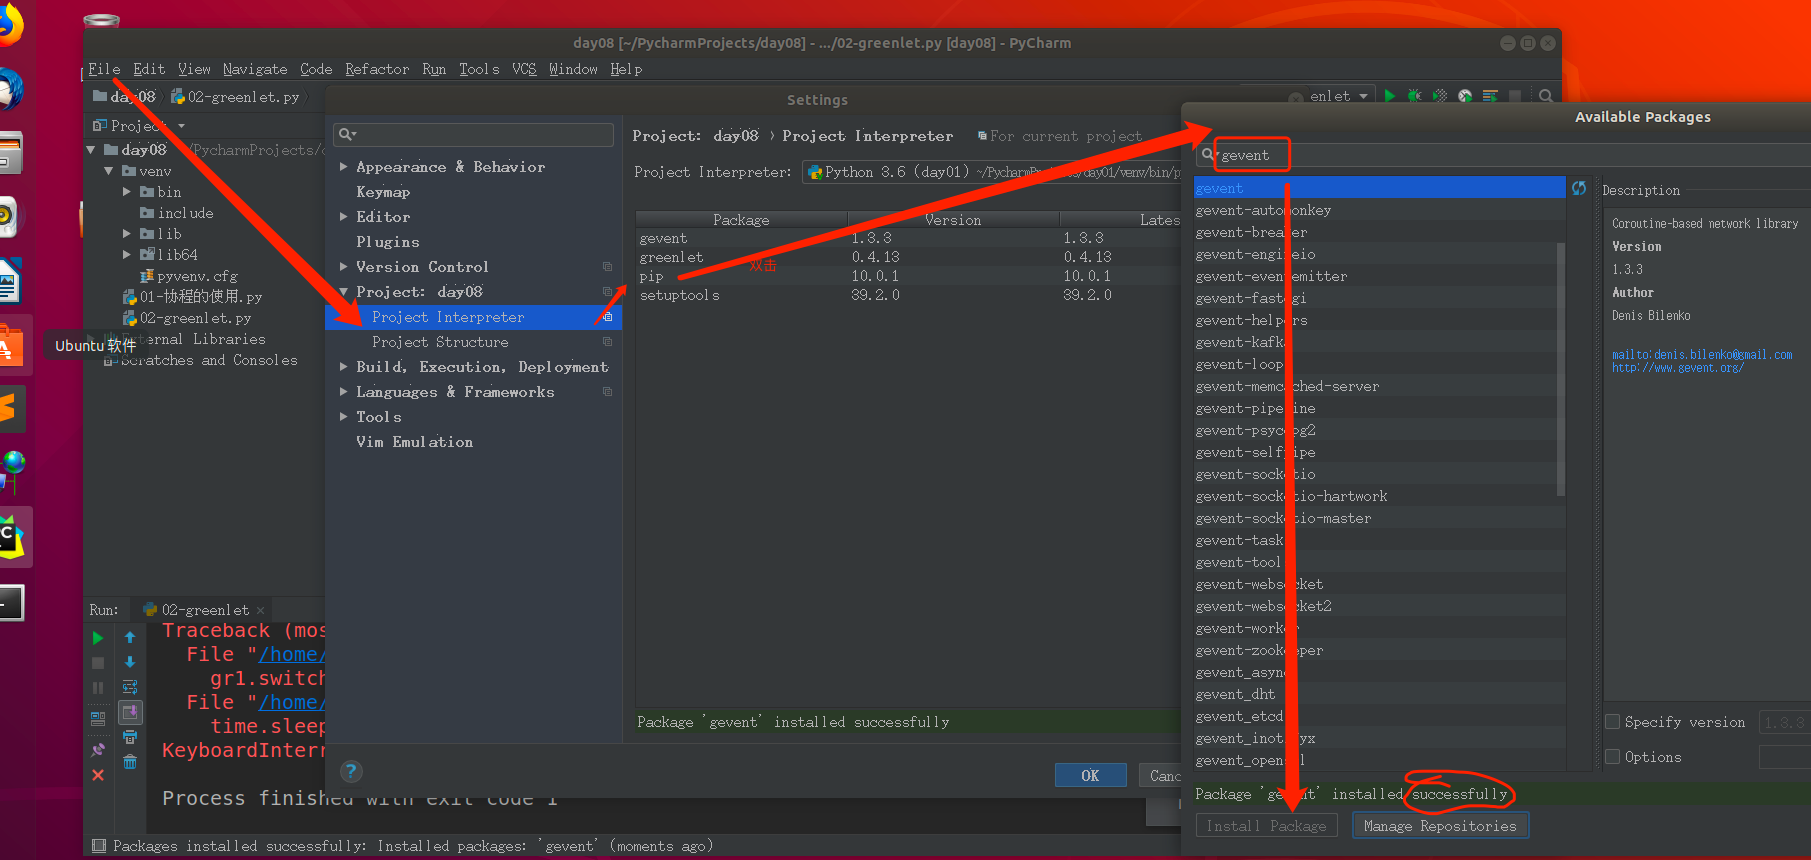 day08 [~/PycharmProjects/day08] - .../02-greenlet.py [day08] - PyCharm
File Edit View Navigate Code Refactor Run Tools VCS Window Help
day08 02-greenlet.py
enlet
Project
day08 ~/PycharmProjects/
venv
bin
include
lib
lib64
pyvenv.cfg
01-协程的使用.py
02-greenlet.py
External Libraries
Scratches and Consoles
Ubuntu 软件
Settings
Appearance & Behavior
Keymap
Editor
Plugins
Version Control
Project: day08
Project Interpreter
Project Structure
Build, Execution, Deployment
Languages & Frameworks
Tools
Vim Emulation
Project: day08 › Project Interpreter For current project
Project Interpreter: Python 3.6 (day01) ~/PycharmProjects/day01/venv/bin/p
Package Version Lates
gevent 1.3.3 1.3.3
greenlet 0.4.13 0.4.13
双击
pip 10.0.1 10.0.1
setuptools 39.2.0 39.2.0
Package 'gevent' installed successfully
OK Canc
Available Packages
gevent
gevent
gevent-automonkey
gevent-breaker
gevent-engineio
gevent-eventemitter
gevent-fastcgi
gevent-helpers
gevent-kafka
gevent-loop
gevent-memcached-server
gevent-pipeline
gevent-psycopg2
gevent-selfpipe
gevent-socketio
gevent-socketio-hartwork
gevent-socketio-master
gevent-task
gevent-tool
gevent-websocket
gevent-websocket2
gevent-worker
gevent-zookeeper
gevent_async
gevent_dht
gevent_etcd
gevent_inotifyx
gevent_openssl
Description
Coroutine-based network library
Version
1.3.3
Author
Denis Bilenko
mailto:denis.bilenko@gmail.com
http://www.gevent.org/
Specify version 1.3.3
Options
Package 'gevent' installed successfully
Install Package Manage Repositories
Run: 02-greenlet
Traceback (mos
File "/home/
gr1.switch
File "/home/
time.sleep
KeyboardInterr
Process finished with exit code 1
Packages installed successfully: Installed packages: 'gevent' (moments ago)